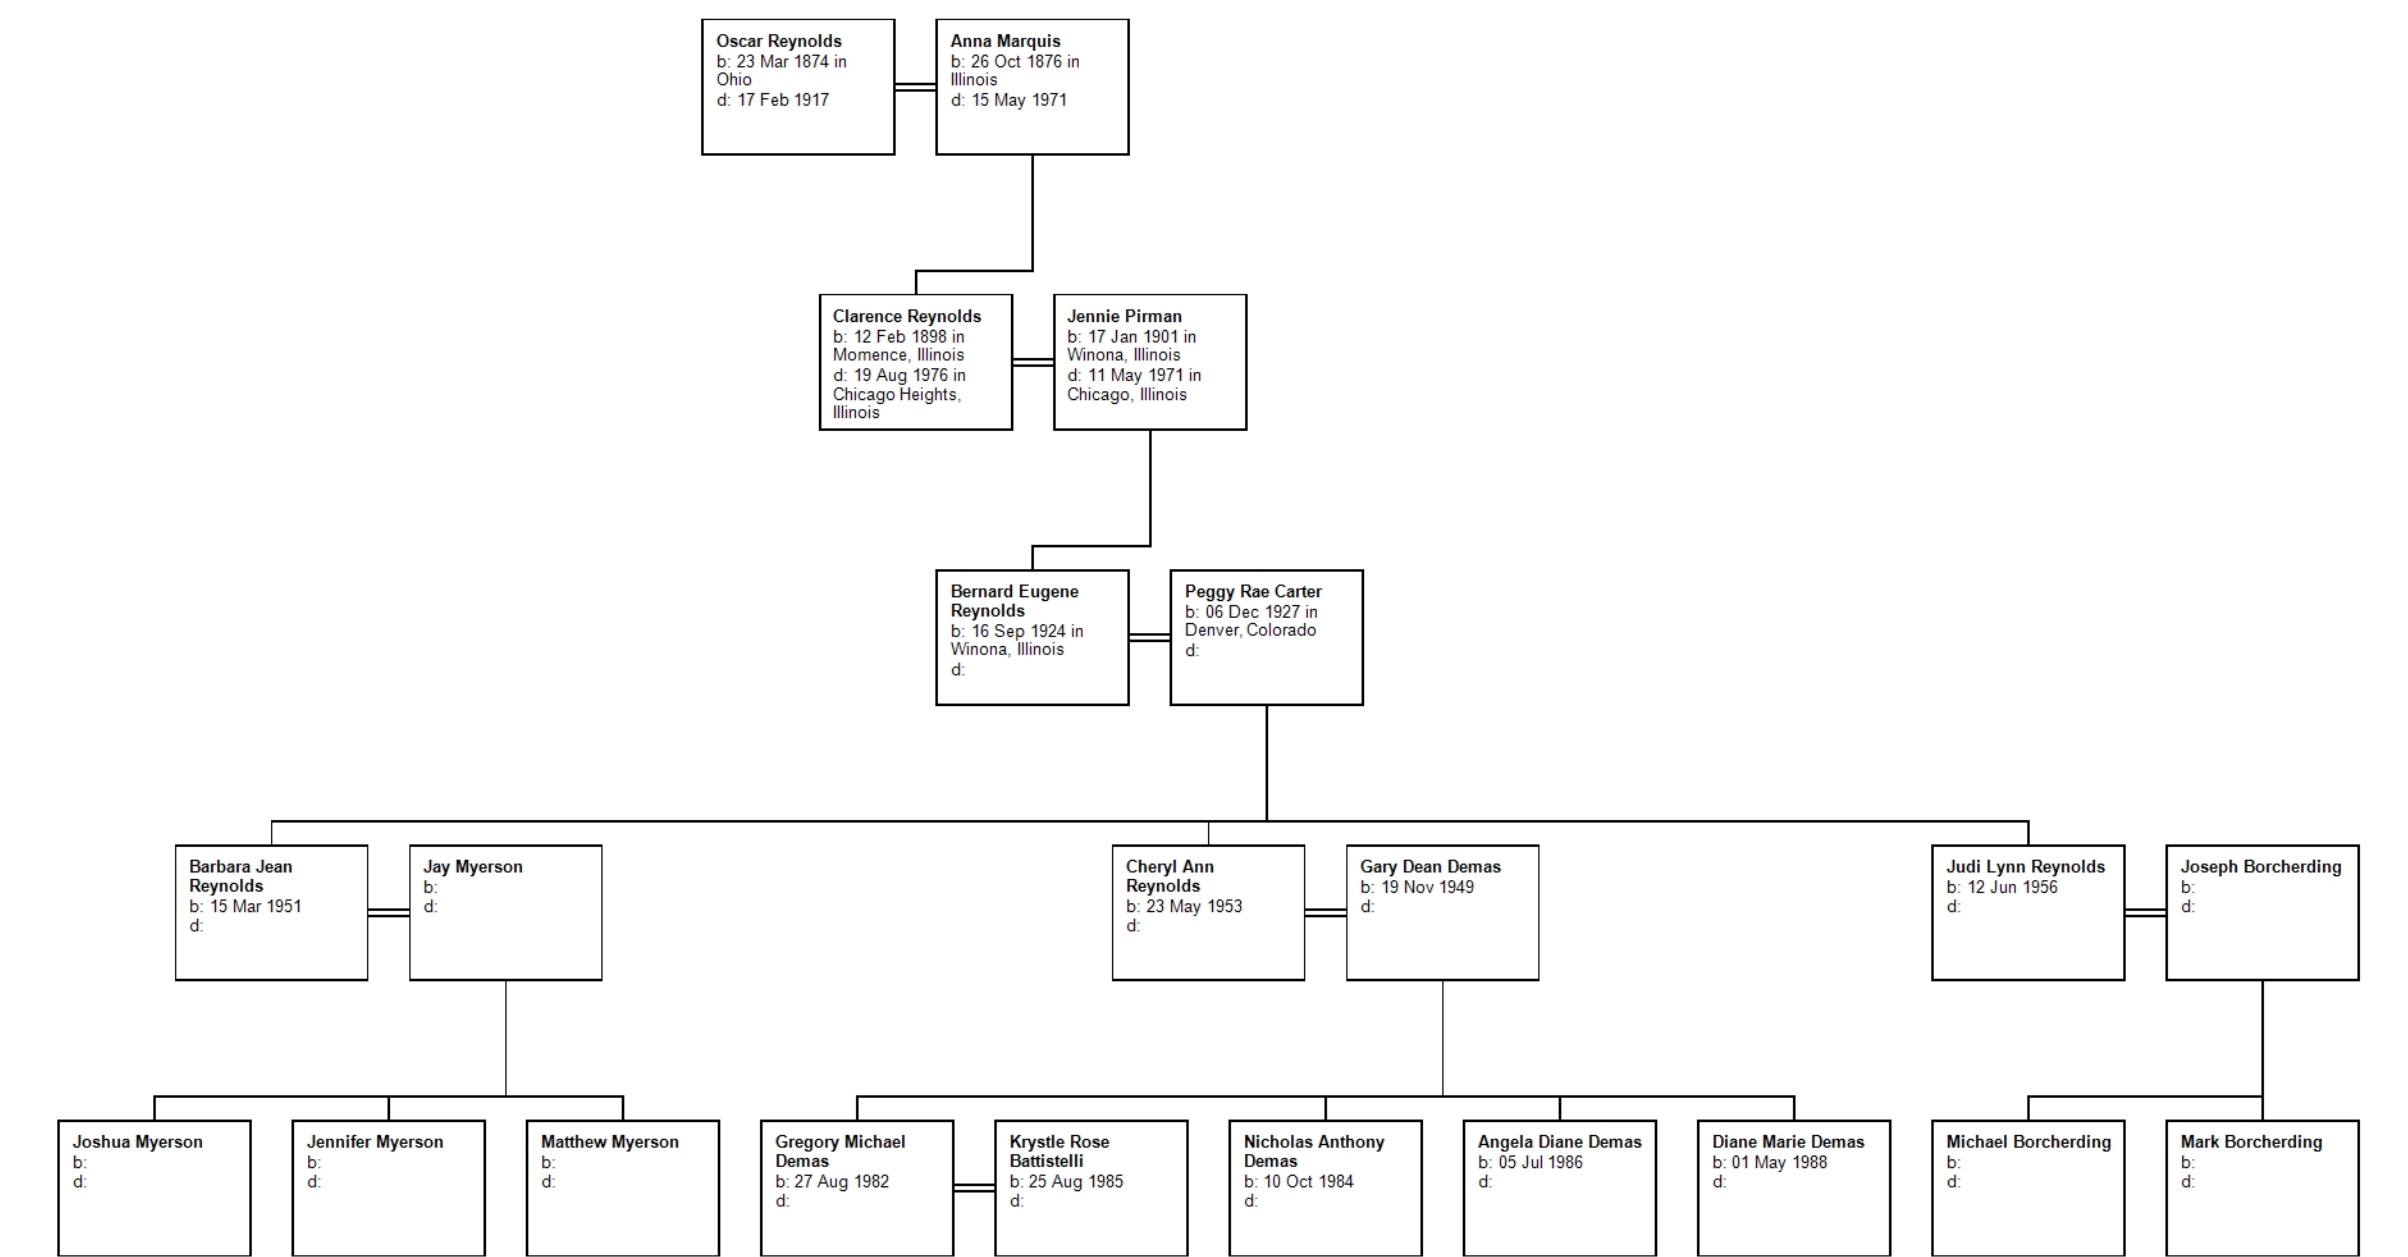 Oscar Reynolds
b: 23 Mar 1874 in
Ohio
d: 17 Feb 1917
Anna Marquis
b: 26 Oct 1876 in
Illinois
d: 15 May 1971
Clarence Reynolds
b: 12 Feb 1898 in
Momence, Illinois
d: 19 Aug 1976 in
Chicago Heights,
Illinois
Jennie Pirman
b: 17 Jan 1901 in
Winona, Illinois
d: 11 May 1971 in
Chicago, Illinois
Bernard Eugene
Reynolds
b: 16 Sep 1924 in
Winona, Illinois
d:
Peggy Rae Carter
b: 06 Dec 1927 in
Denver, Colorado
d:
Barbara Jean
Reynolds
b: 15 Mar 1951
d:
Jay Myerson
b:
d:
Cheryl Ann
Reynolds
b: 23 May 1953
d:
Gary Dean Demas
b: 19 Nov 1949
d:
Judi Lynn Reynolds
b: 12 Jun 1956
d:
Joseph Borcherding
b:
d:
Joshua Myerson
b:
d:
Jennifer Myerson
b:
d:
Matthew Myerson
b:
d:
Gregory Michael
Demas
b: 27 Aug 1982
d:
Krystle Rose
Battistelli
b: 25 Aug 1985
d:
Nicholas Anthony
Demas
b: 10 Oct 1984
d:
Angela Diane Demas
b: 05 Jul 1986
d:
Diane Marie Demas
b: 01 May 1988
d:
Michael Borcherding
b:
d:
Mark Borcherding
b:
d: